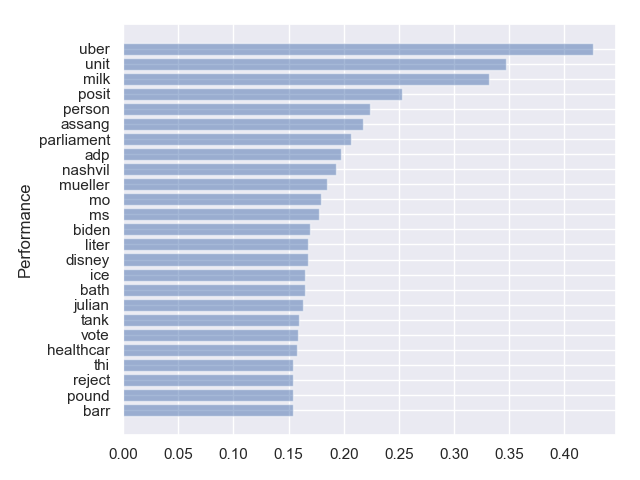 uber
unit
milk
posit
person
assang
parliament
adp
nashvil
mueller
mo
ms
biden
liter
disney
ice
bath
julian
tank
vote
healthcar
thi
reject
pound
barr
Performance
0.00 0.05 0.10 0.15 0.20 0.25 0.30 0.35 0.40